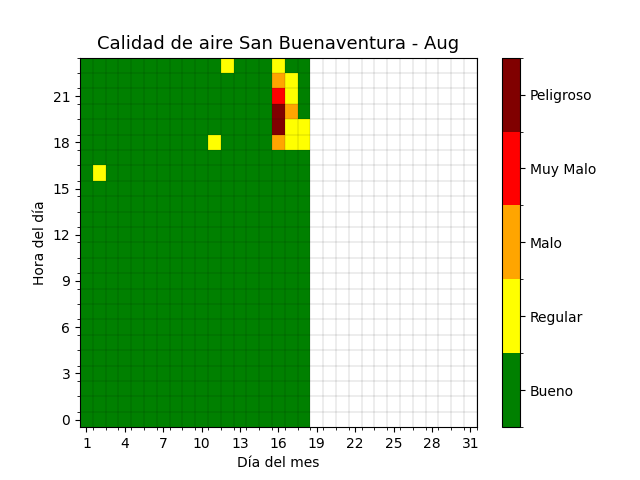 Calidad de aire San Buenaventura - Aug
Hora del día
21
18
15
12
9
6
3
0
1 4 7 10 13 16 19 22 25 28 31
Día del mes
Peligroso
Muy Malo
Malo
Regular
Bueno